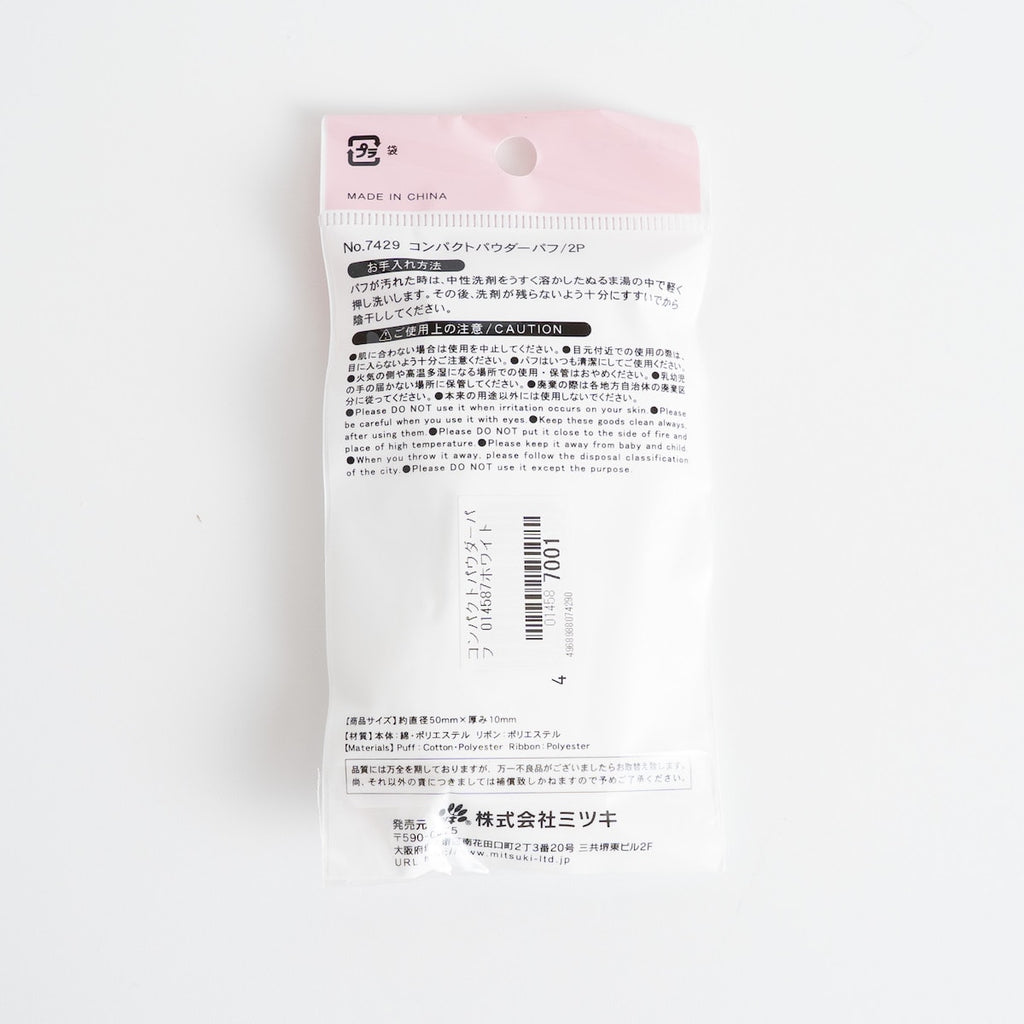 プラ 袋
MADE IN CHINA
No.7429 コンパクトパウダーパフ/2P
お手入れ方法
パフが汚れた時は、中性洗剤をうすく溶かしたぬるま湯の中で軽く
押し洗いします。その後、洗剤が残らないよう十分にすすいでから
陰干ししてください。
ご使用上の注意/CAUTION
●肌に合わない場合は使用を中止してください。●目元付近での使用の際は、
目に入らないよう十分ご注意ください。●パフはいつも清潔にしてご使用ください。
●火気の側や高温多湿になる場所での使用・保管はおやめください。●乳幼児
の手の届かない場所に保管してください。●廃棄の際は各地方自治体の廃棄区
分に従ってください。●本来の用途以外には使用しないでください。
●Please DO NOT use it when irritation occurs on your skin.●Please
be careful when you use it with eyes.●Keep these goods clean always,
after using them.●Please DO NOT put it close to the side of fire and
place of high temperature.●Please keep it away from baby and child.
●When you throw it away, please follow the disposal classification
of the city.●Please DO NOT use it except the purpose.
コンパクトパウダーパ
フ 014587ホワイト
014587001
4968988074290
4
【商品サイズ】約直径50mm×厚み10mm
【材質】本体：綿・ポリエステル リボン：ポリエステル
【Materials】Puff：Cotton・Polyester Ribbon：Polyester
品質には万全を期しておりますが、万一不良品がございましたらお取替え致します。
尚、それ以外の責につきましては補償致しかねますので予めご了承ください。
発売元 株式会社ミツキ
〒590-
大阪府 南花田口町2丁3番20号 三共堺東ビル2F
URL www.mitsuki-ltd.jp